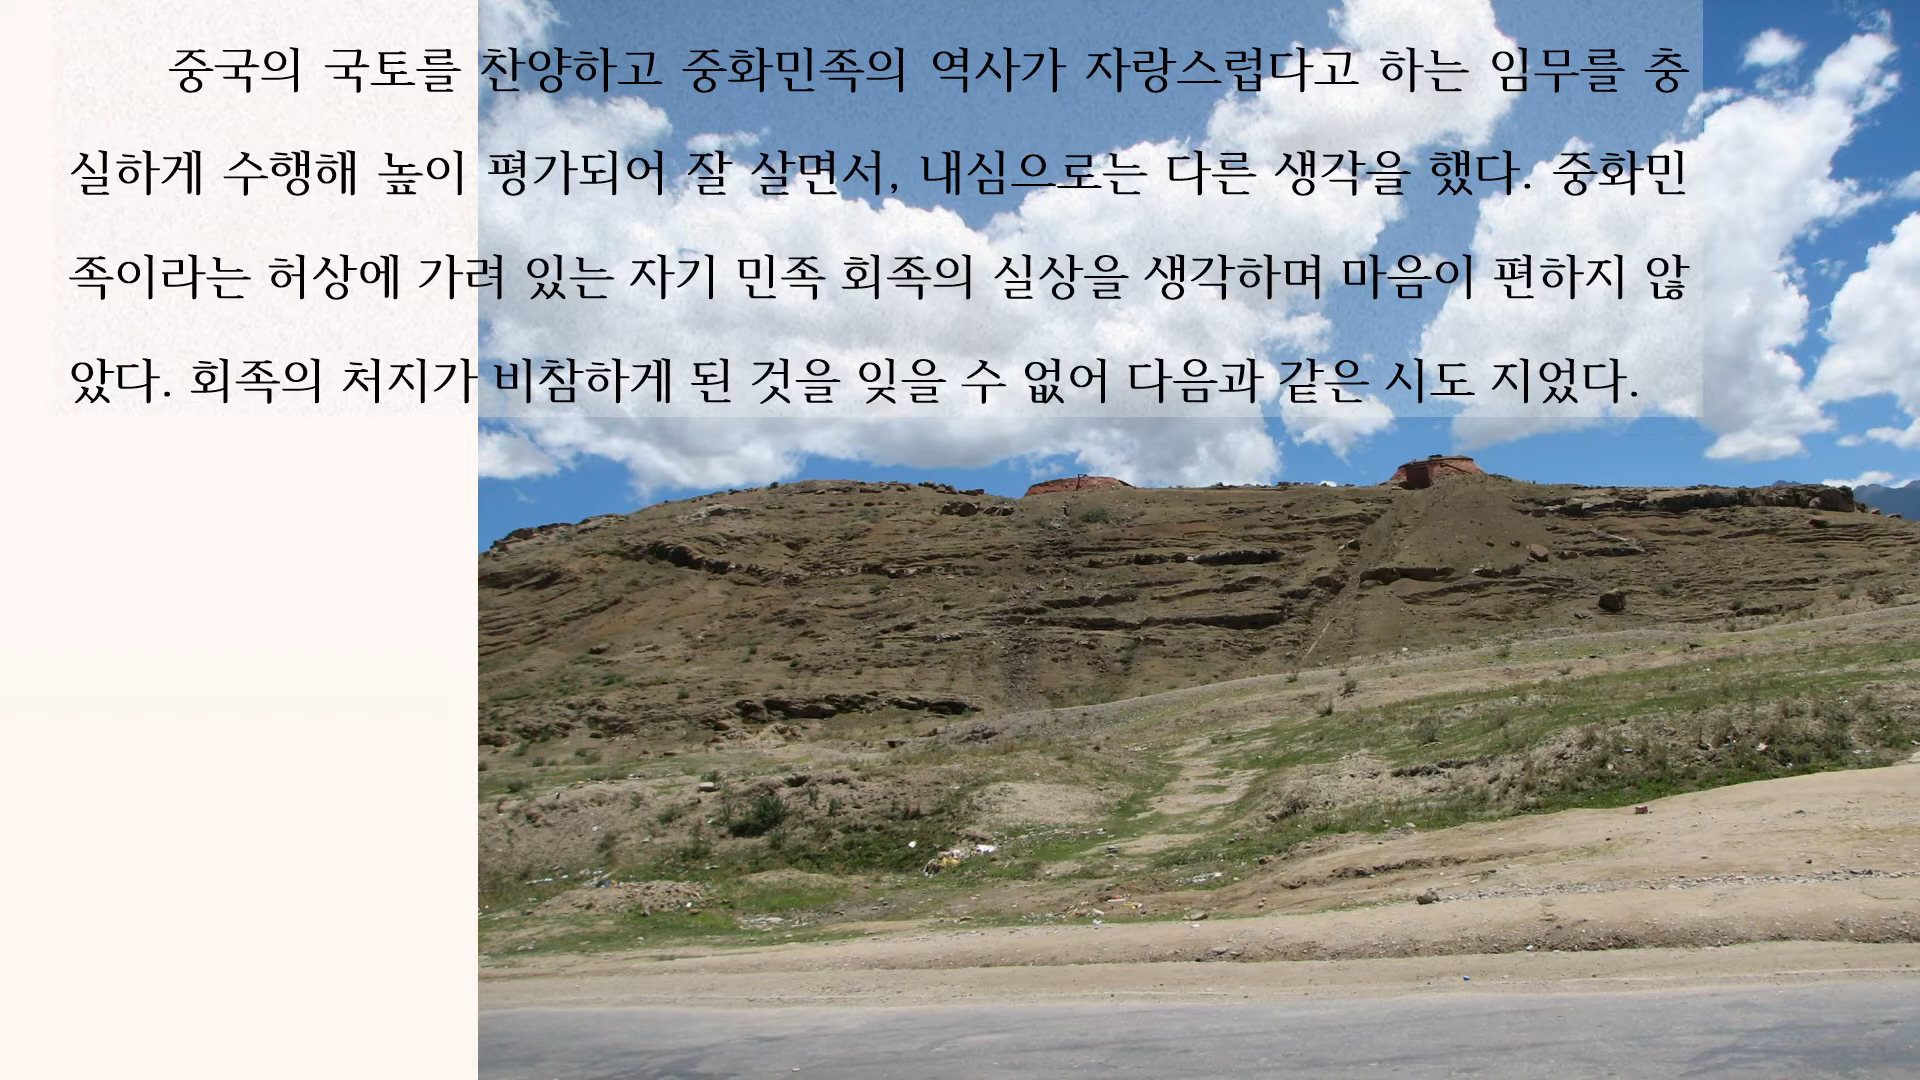 중국의 국토를 찬양하고 중화민족의 역사가 자랑스럽다고 하는 임무를 충
실하게 수행해 높이 평가되어 잘 살면서, 내심으로는 다른 생각을 했다. 중화민
족이라는 허상에 가려 있는 자기 민족 회족의 실상을 생각하며 마음이 편하지 않
았다. 회족의 처지가 비참하게 된 것을 잊을 수 없어 다음과 같은 시도 지었다.